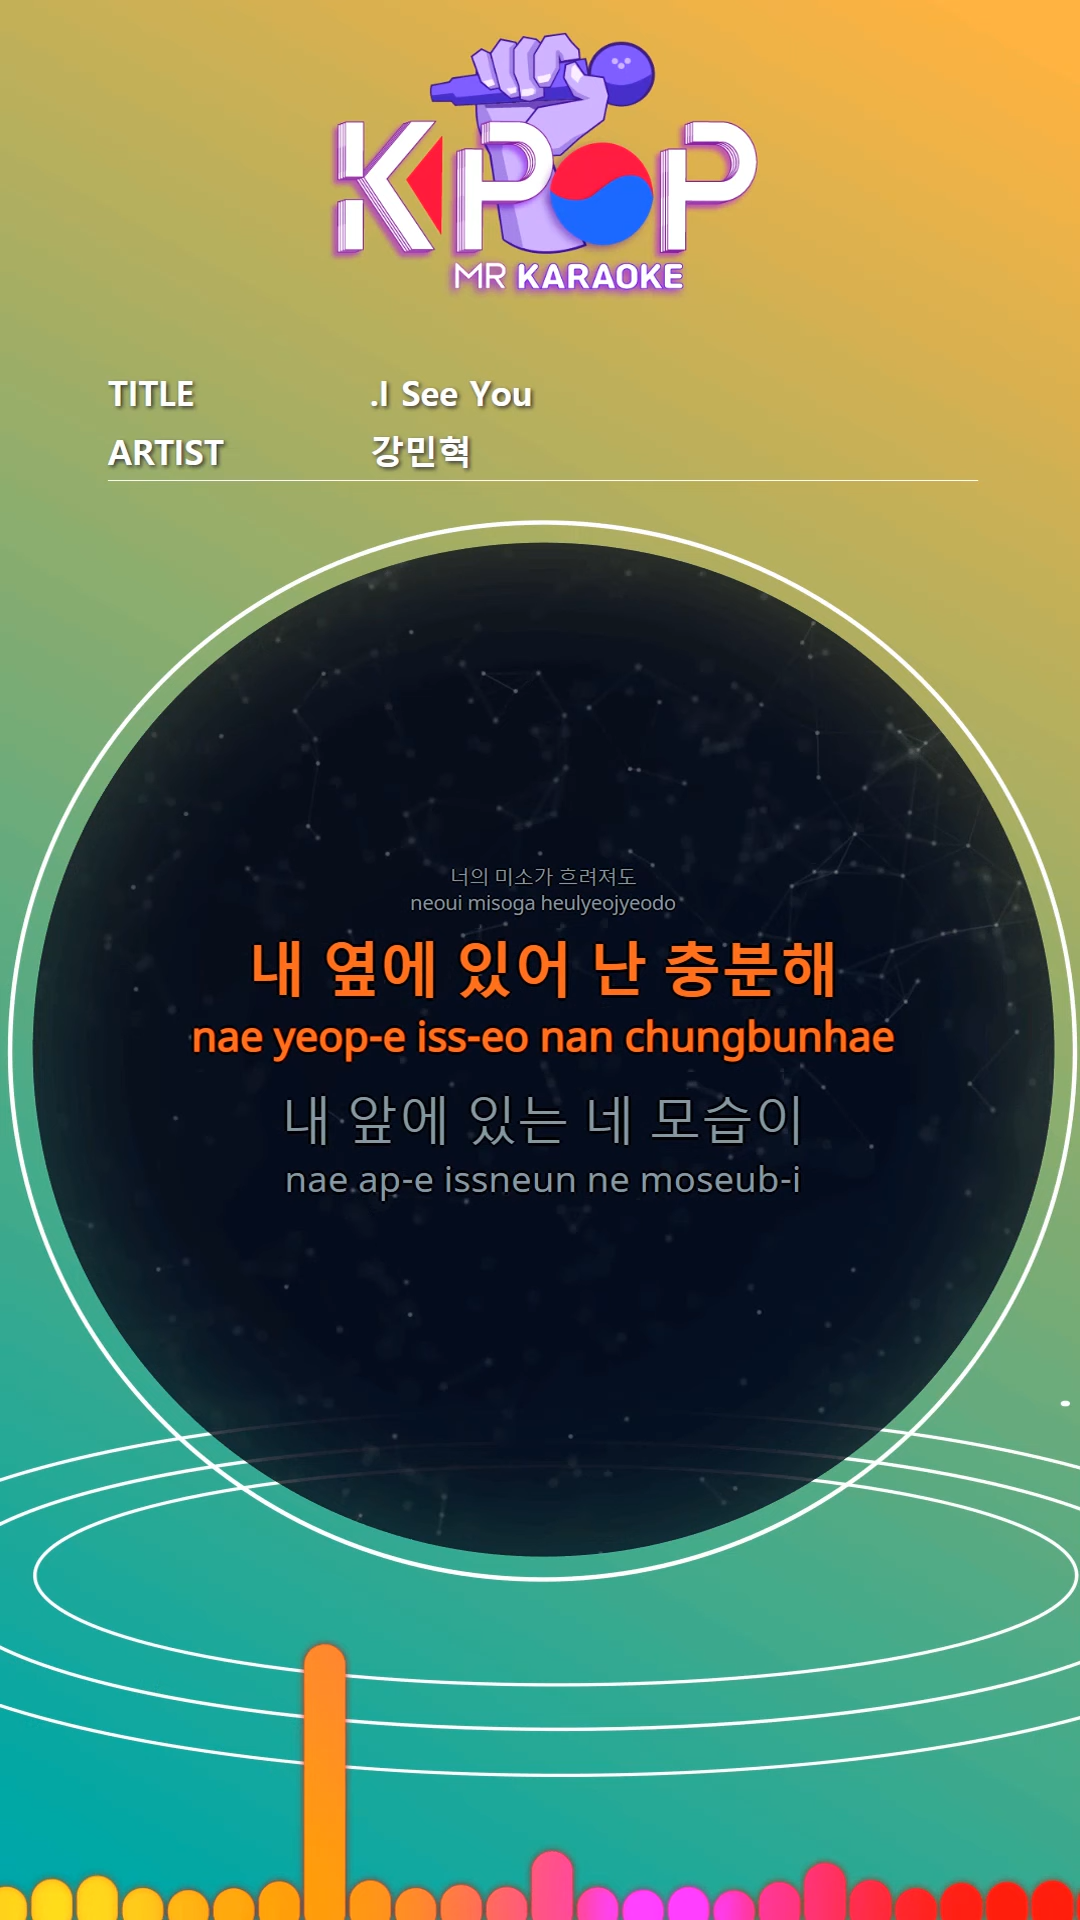 KPOP
MR KARAOKE
TITLE .I See You
ARTIST 강민혁
너의 미소가 흐려져도
neoui misoga heulyeojyeodo
내 옆에 있어 난 충분해
nae yeop-e iss-eo nan chungbunhae
내 앞에 있는 네 모습이
nae ap-e issneun ne moseub-i